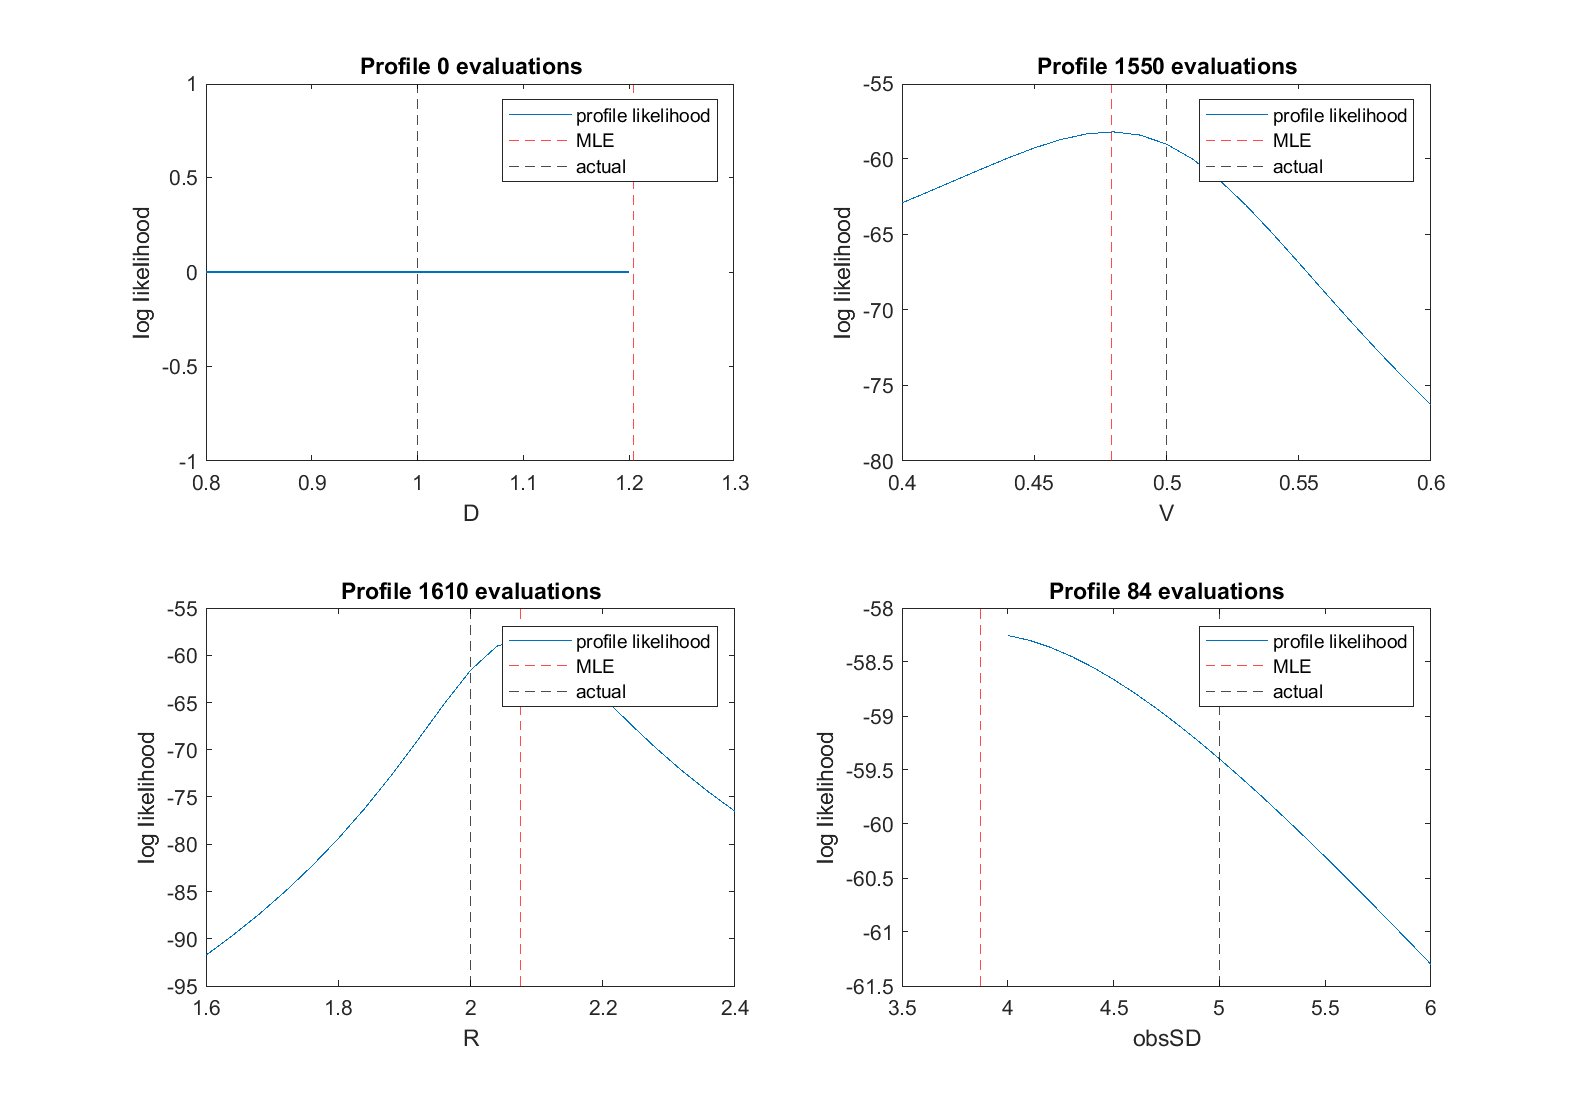 Profile 0 evaluations
1
0.5
0
-0.5
-1
log likelihood
0.8 0.9 1 1.1 1.2 1.3
D
profile likelihood
MLE
actual
Profile 1550 evaluations
-55
-60
-65
-70
-75
-80
log likelihood
0.4 0.45 0.5 0.55 0.6
V
profile likelihood
MLE
actual
Profile 1610 evaluations
-55
-60
-65
-70
-75
-80
-85
-90
-95
log likelihood
1.6 1.8 2 2.2 2.4
R
profile likelihood
MLE
actual
Profile 84 evaluations
-58
-58.5
-59
-59.5
-60
-60.5
-61
-61.5
log likelihood
3.5 4 4.5 5 5.5 6
obsSD
profile likelihood
MLE
actual